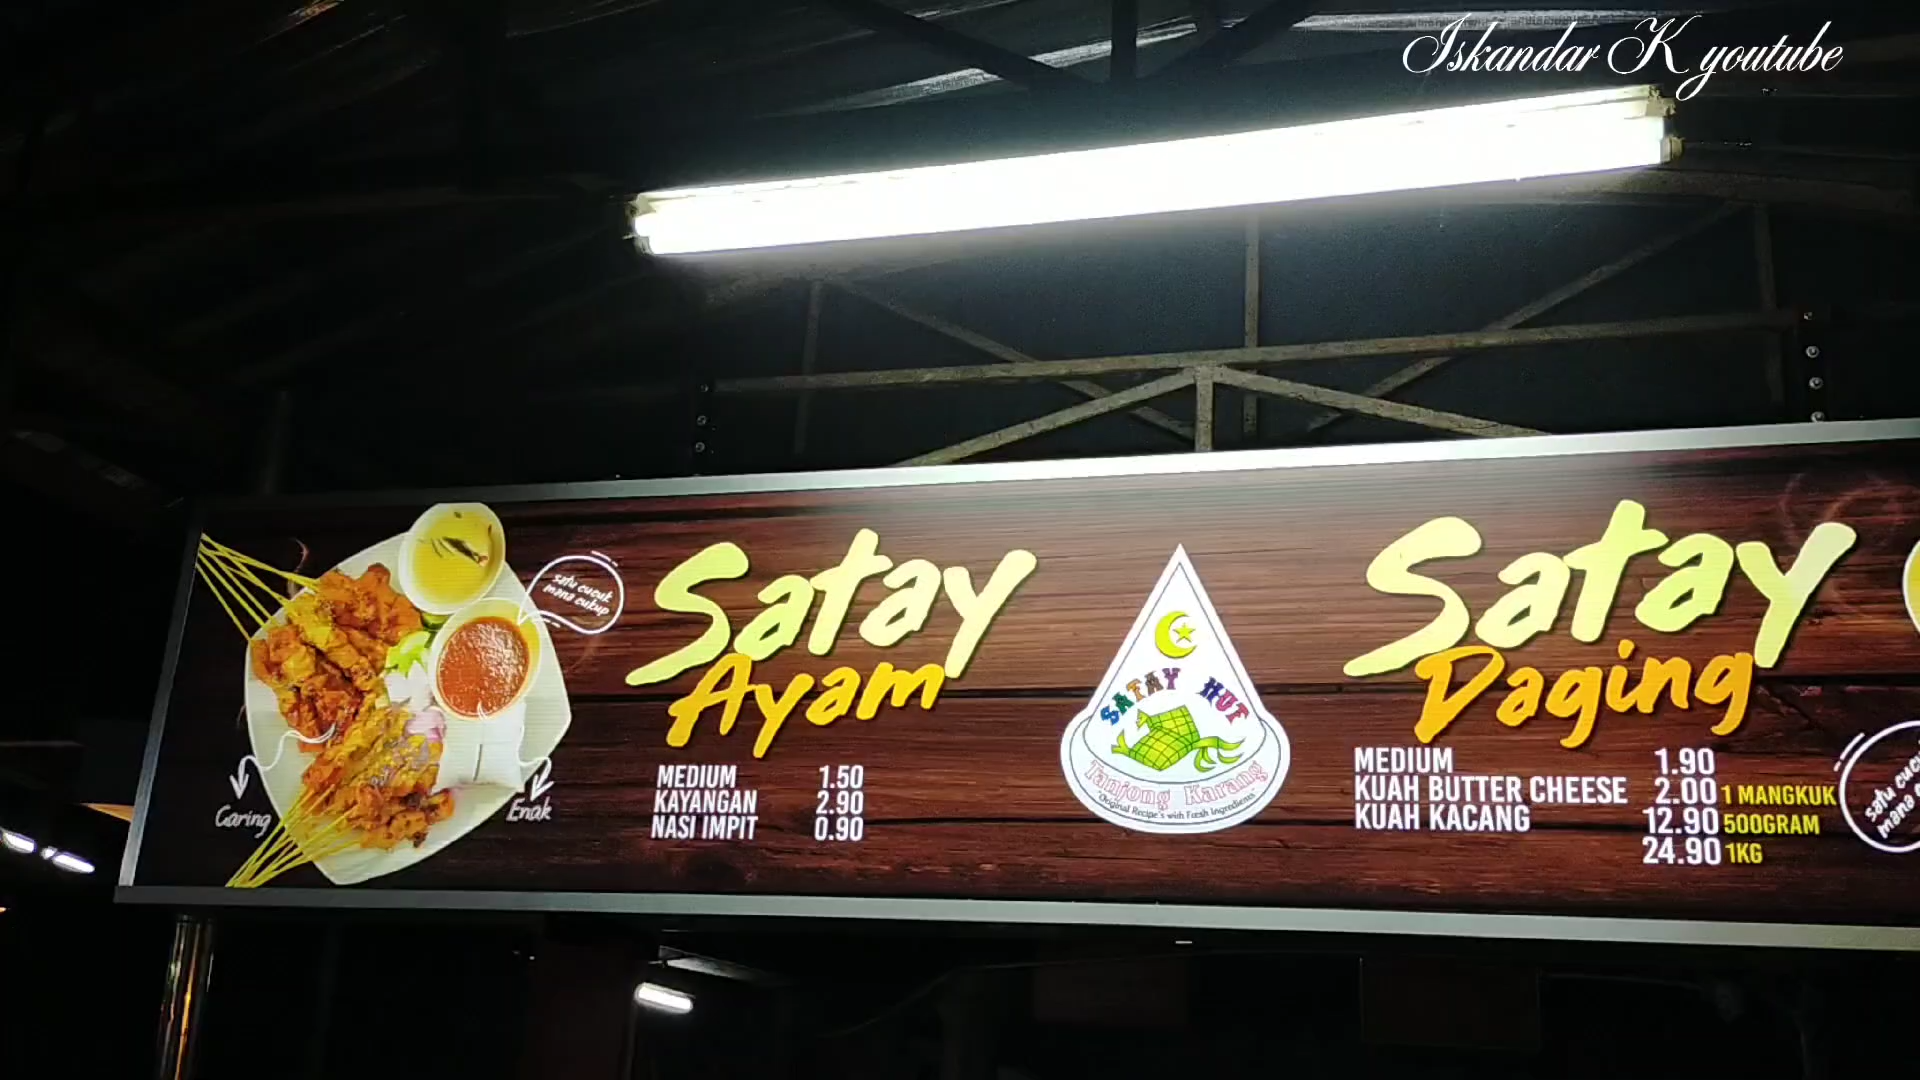 Iskandar K youtube
satu cucuk
mana cukup
Garing
Enak
Satay
Ayam
MEDIUM 1.50
KAYANGAN 2.90
NASI IMPIT 0.90
SATAY HUT
Tanjong Karang
"Original Recipe's with Fresh Ingredients"
Satay
Daging
MEDIUM 1.90
KUAH BUTTER CHEESE 2.00 1 MANGKUK
KUAH KACANG 12.90 500GRAM
24.90 1KG
satu
mana